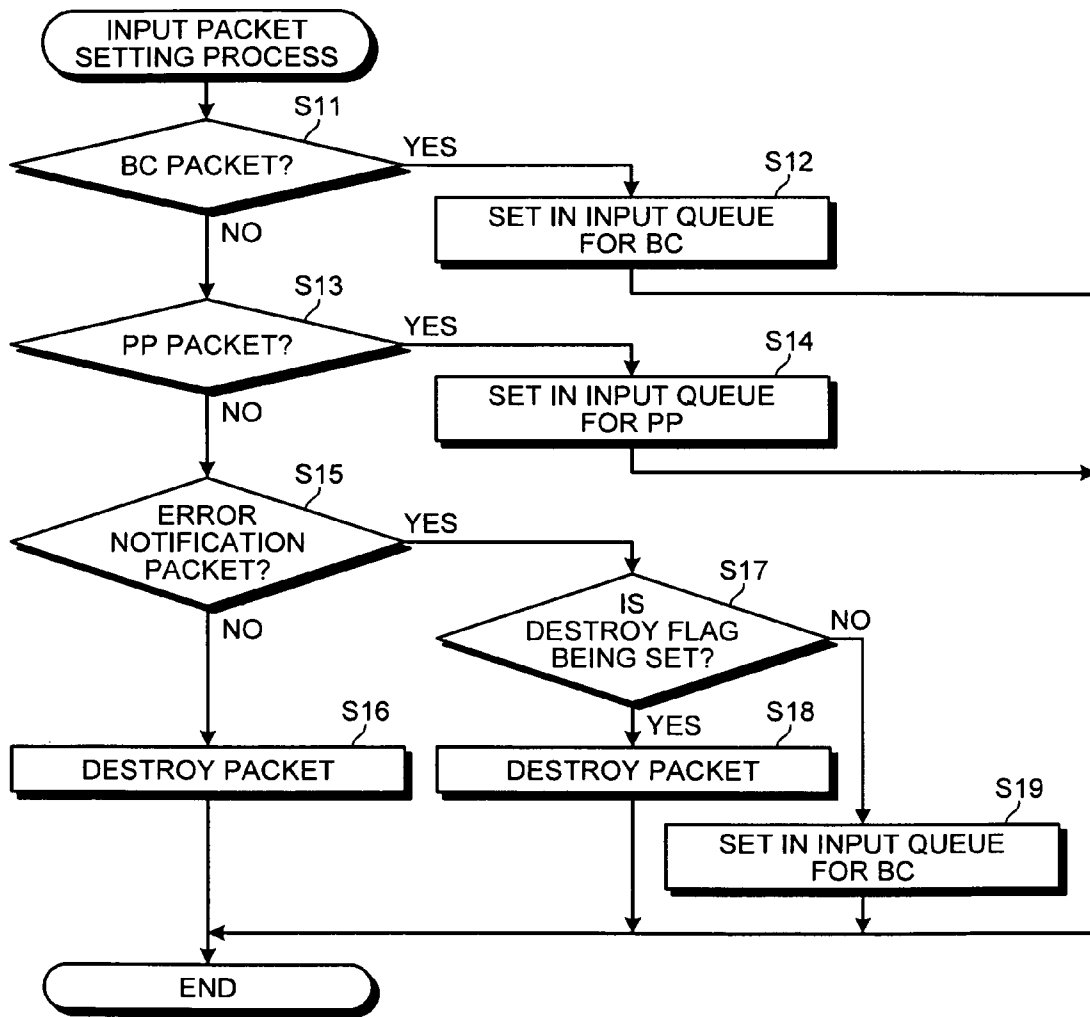 INPUT PACKET
SETTING PROCESS
S11
BC PACKET?
YES
NO
S12
SET IN INPUT QUEUE
FOR BC
S13
PP PACKET?
YES
NO
S14
SET IN INPUT QUEUE
FOR PP
S15
ERROR
NOTIFICATION
PACKET?
YES
NO
S17
IS
DESTROY FLAG
BEING SET?
NO
YES
S16
DESTROY PACKET
S18
DESTROY PACKET
S19
SET IN INPUT QUEUE
FOR BC
END